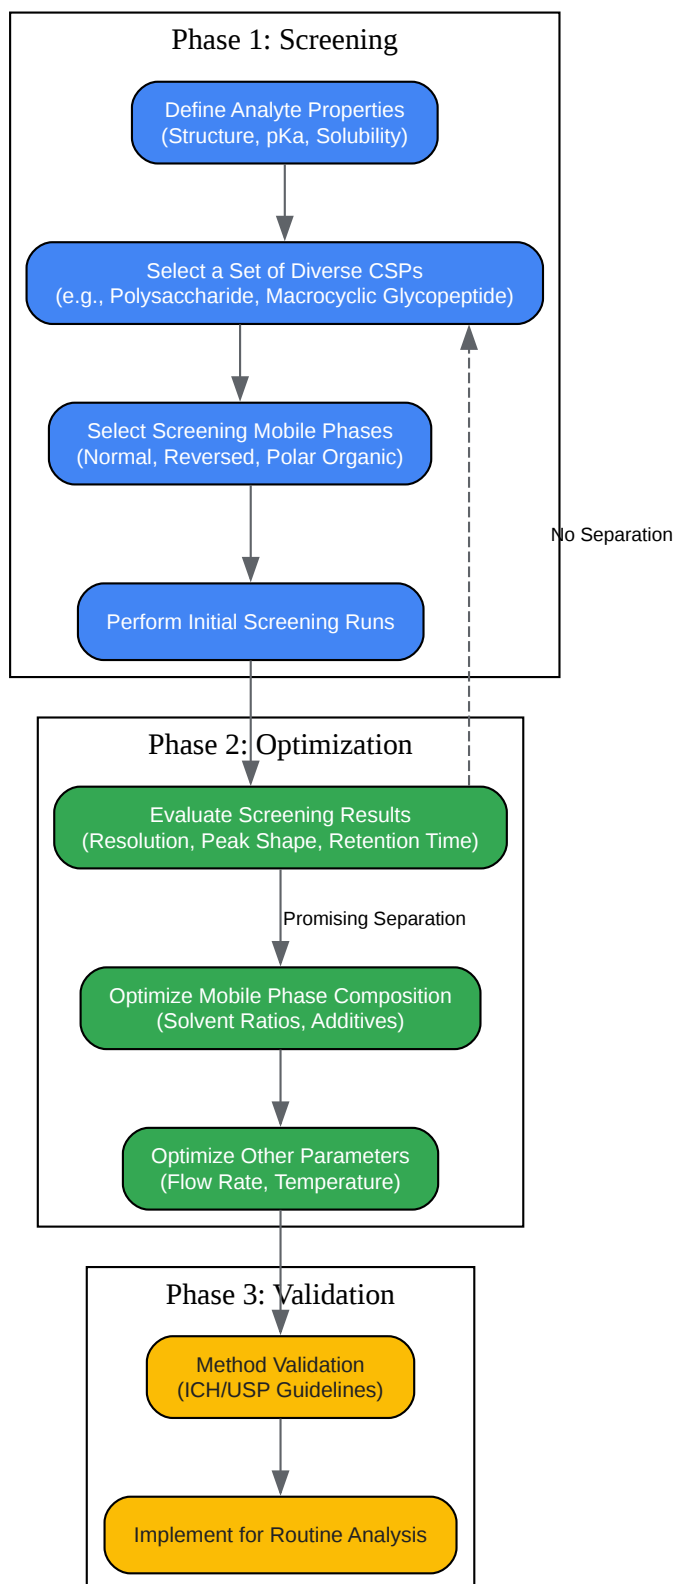 Phase 1: Screening
Define Analyte Properties
(Structure, pKa, Solubility)
Select a Set of Diverse CSPs
(e.g., Polysaccharide, Macrocyclic Glycopeptide)
Select Screening Mobile Phases
(Normal, Reversed, Polar Organic)
No Separation
Perform Initial Screening Runs
Phase 2: Optimization
Evaluate Screening Results
(Resolution, Peak Shape, Retention Time)
Promising Separation
Optimize Mobile Phase Composition
(Solvent Ratios, Additives)
Optimize Other Parameters
(Flow Rate, Temperature)
Phase 3: Validation
Method Validation
(ICH/USP Guidelines)
Implement for Routine Analysis